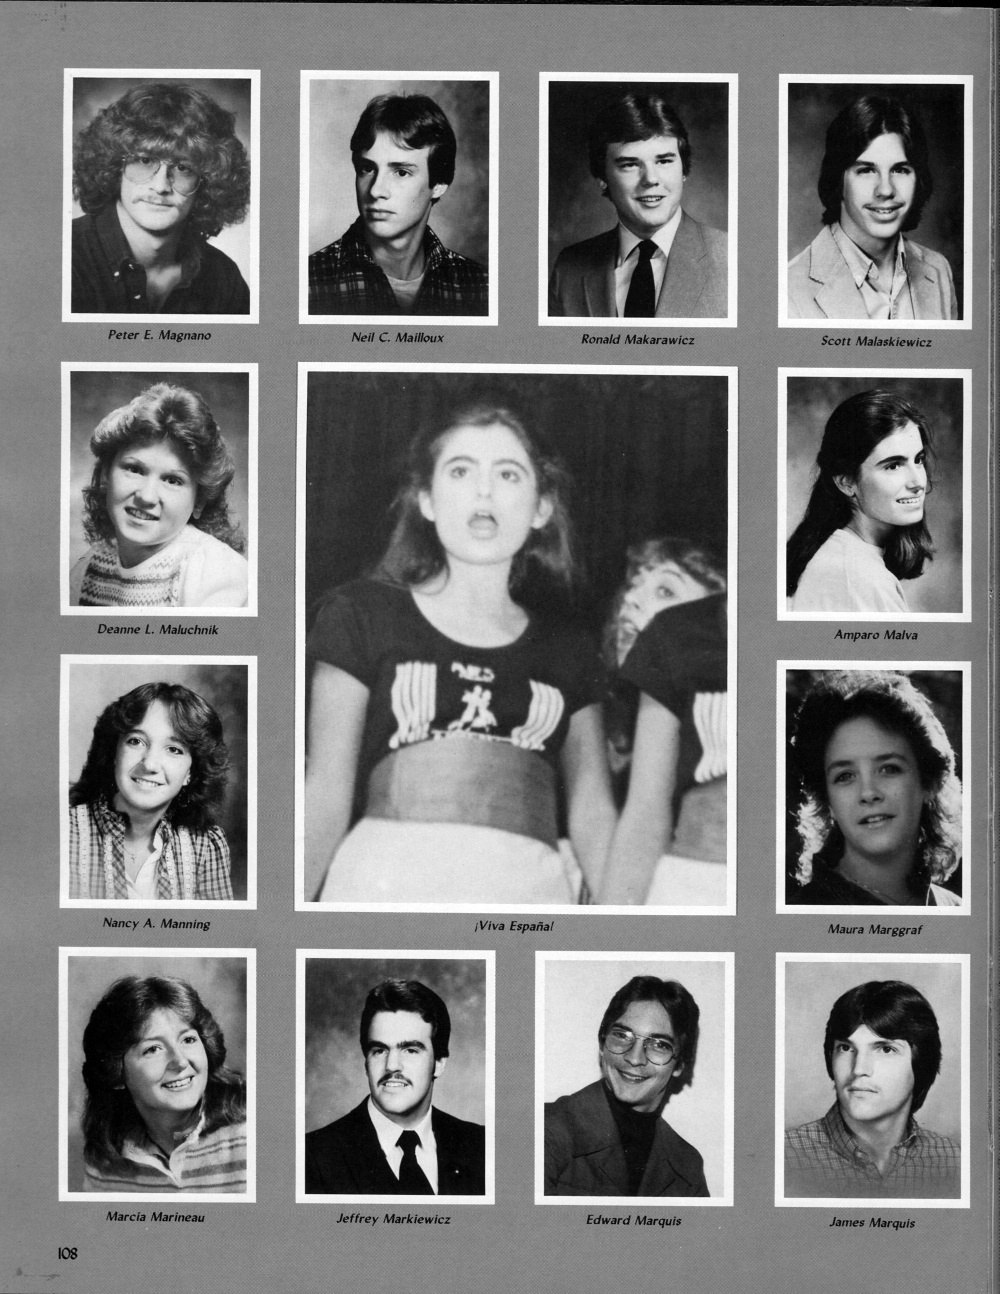 Peter E. Magnano
Neil C. Mailloux
Ronald Makarawicz
Scott Malaskiewicz
Deanne L. Maluchnik
Amparo Malva
Nancy A. Manning
¡Viva España!
Maura Marggraf
Marcia Marineau
Jeffrey Markiewicz
Edward Marquis
James Marquis
108